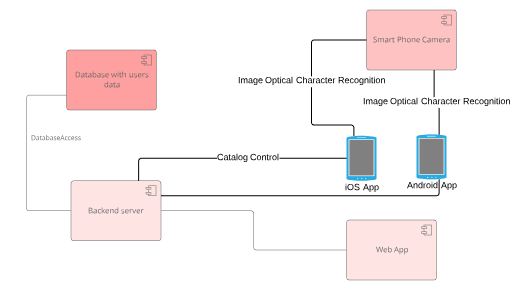 Smart Phone Camera
Database with users
data
Image Optical Character Recognition
Image Optical Character Recognition
DatabaseAccess
Catalog Control
iOS App
Android App
Backend server
Web App